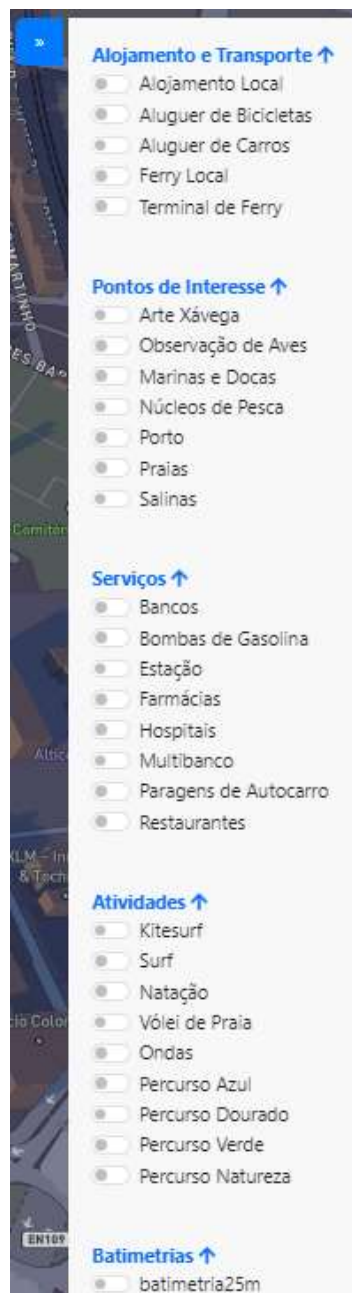 »
Alojamento e Transporte ↑
Alojamento Local
Aluguer de Bicicletas
Aluguer de Carros
Ferry Local
Terminal de Ferry
Pontos de Interesse ↑
Arte Xávega
Observação de Aves
Marinas e Docas
Núcleos de Pesca
Porto
Praias
Salinas
Serviços ↑
Bancos
Bombas de Gasolina
Estação
Farmácias
Hospitais
Multibanco
Paragens de Autocarro
Restaurantes
Atividades ↑
Kitesurf
Surf
Natação
Vólei de Praia
Ondas
Percurso Azul
Percurso Dourado
Percurso Verde
Percurso Natureza
EN109
Batimetrias ↑
batimetria25m